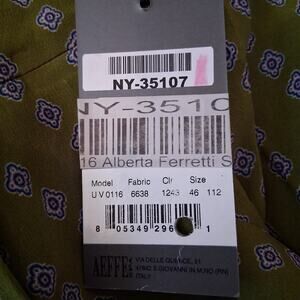 NY-35107
NY-3510
16 Alberta Ferretti S
Model Fabric Clr Size
UV0116 6638 1243 46 112
8 05349 296 1
AEFFE
VIA DELLE QUERCE, 51
47842 S.GIOVANNI IN M.NO (RN)
ITALY